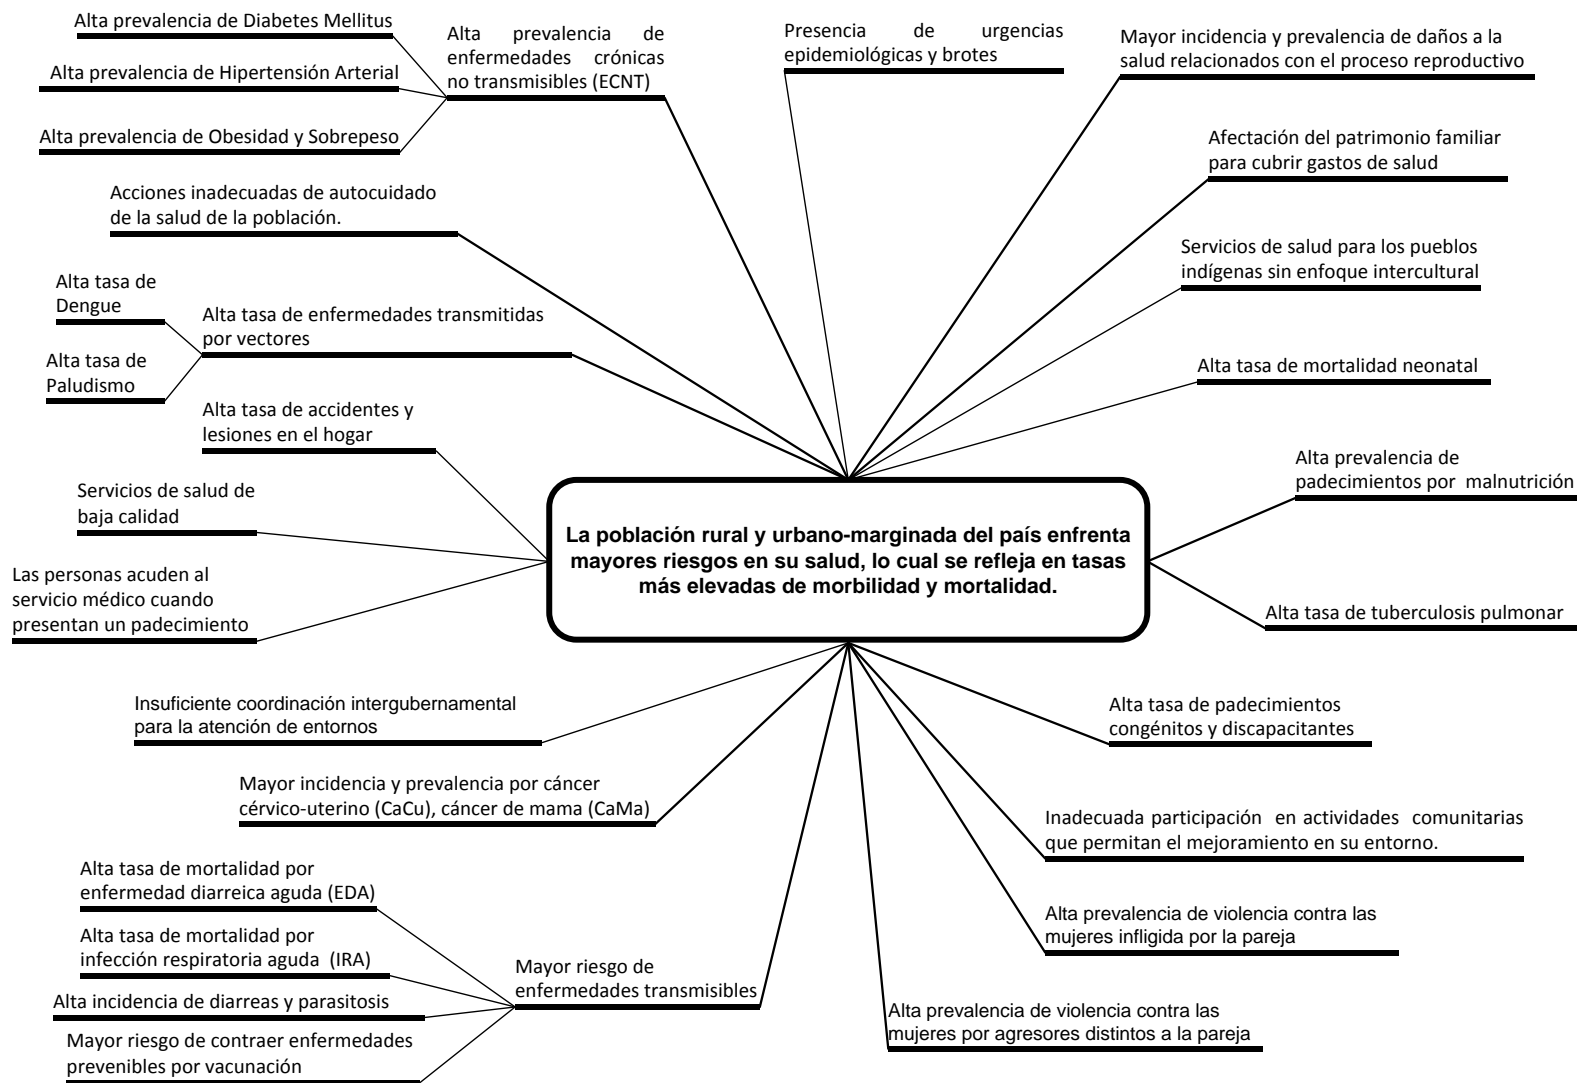 Alta prevalencia de Diabetes Mellitus
Alta prevalencia de Hipertensión Arterial
Alta prevalencia de Obesidad y Sobrepeso
Alta prevalencia de
enfermedades crónicas
no transmisibles (ECNT)
Presencia de urgencias
epidemiológicas y brotes
Mayor incidencia y prevalencia de daños a la
salud relacionados con el proceso reproductivo
Afectación del patrimonio familiar
para cubrir gastos de salud
Acciones inadecuadas de autocuidado
de la salud de la población.
Servicios de salud para los pueblos
indígenas sin enfoque intercultural
Alta tasa de
Dengue
Alta tasa de
Paludismo
Alta tasa de enfermedades transmitidas
por vectores
Alta tasa de mortalidad neonatal
Alta tasa de accidentes y
lesiones en el hogar
Alta prevalencia de
padecimientos por malnutrición
Servicios de salud de
baja calidad
La población rural y urbano-marginada del país enfrenta
mayores riesgos en su salud, lo cual se refleja en tasas
más elevadas de morbilidad y mortalidad.
Las personas acuden al
servicio médico cuando
presentan un padecimiento
Alta tasa de tuberculosis pulmonar
Insuficiente coordinación intergubernamental
para la atención de entornos
Alta tasa de padecimientos
congénitos y discapacitantes
Mayor incidencia y prevalencia por cáncer
cérvico-uterino (CaCu), cáncer de mama (CaMa)
Inadecuada participación en actividades comunitarias
que permitan el mejoramiento en su entorno.
Alta tasa de mortalidad por
enfermedad diarreica aguda (EDA)
Alta tasa de mortalidad por
infección respiratoria aguda (IRA)
Alta incidencia de diarreas y parasitosis
Mayor riesgo de contraer enfermedades
prevenibles por vacunación
Mayor riesgo de
enfermedades transmisibles
Alta prevalencia de violencia contra las
mujeres infligida por la pareja
Alta prevalencia de violencia contra las
mujeres por agresores distintos a la pareja